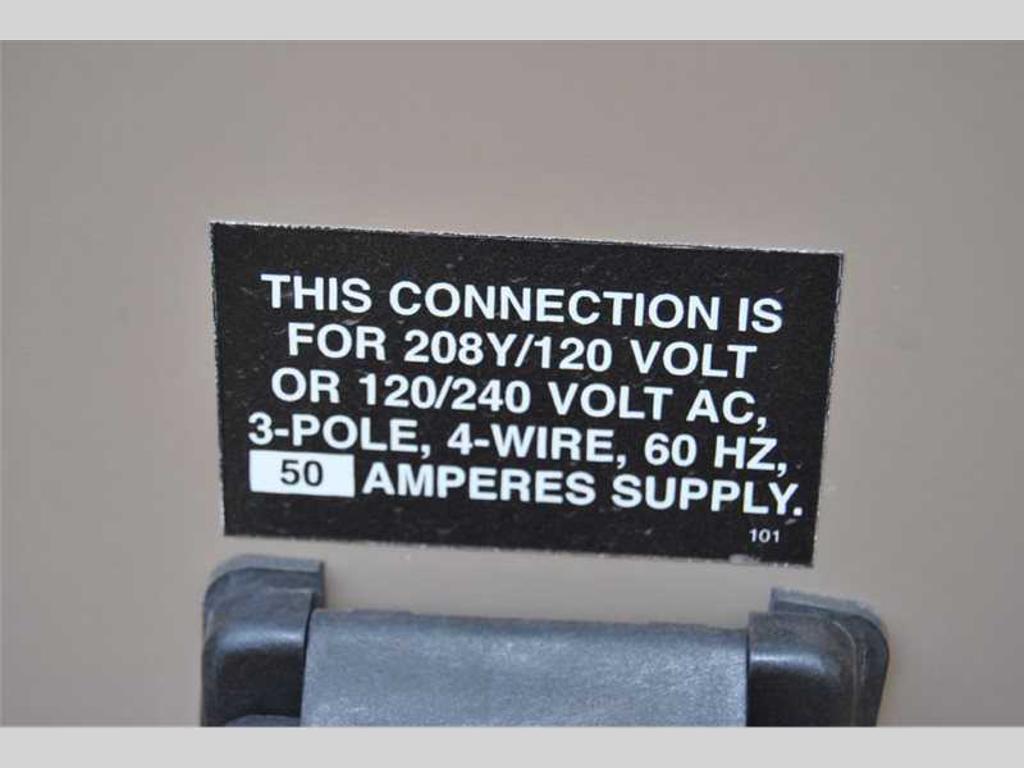 THIS CONNECTION IS
FOR 208Y/120 VOLT
OR 120/240 VOLT AC,
3-POLE, 4-WIRE, 60 HZ,
50 AMPERES SUPPLY.
101